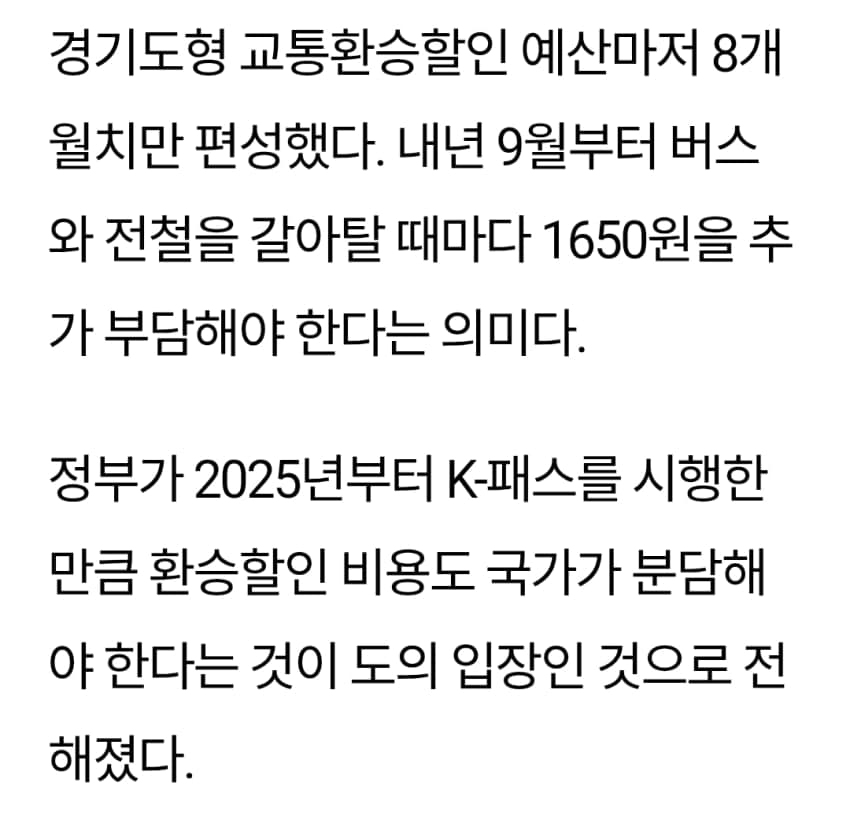 경기도형 교통환승할인 예산마저 8개
월치만 편성했다. 내년 9월부터 버스
와 전철을 갈아탈 때마다 1650원을 추
가 부담해야 한다는 의미다.
정부가 2025년부터 K-패스를 시행한
만큼 환승할인 비용도 국가가 분담해
야 한다는 것이 도의 입장인 것으로 전
해졌다.